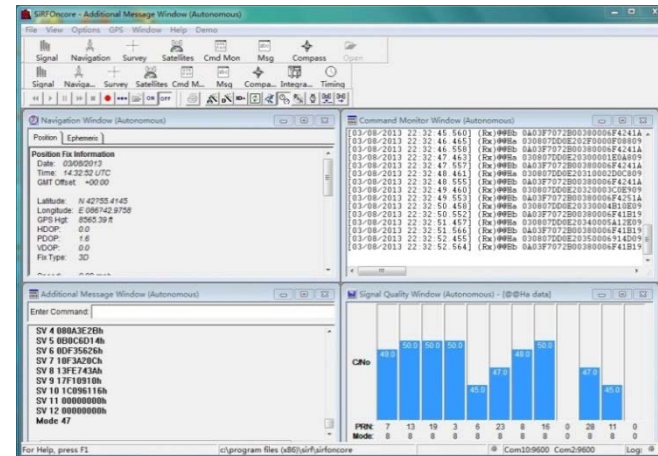 SiRFOncore - Additional Message Window (Autonomous)
File View Options GPS Window Help Demo
Signal Navigation Survey Satellites Cmd Mon Msg Compass Open
Signal Naviga... Survey Satellites Cmd M... Msg Compa... Integra... Timing
ON OFF
Navigation Window (Autonomous)
Position Ephemeris
Position Fix Information
Date: 03/08/2013
Time: 14:32:52 UTC
GMT Offset: +00:00
Latitude: N 42755.4145
Longitude: E 086742.9758
GPS Hgt: 8565.39 ft
HDOP: 0.0
PDOP: 1.6
VDOP: 0.0
Fix Type: 3D
Command Monitor Window (Autonomous)
[03/08/2013 22:32:45.560] (Rx)@@Eb 0A03F7072B00380006F4241A
[03/08/2013 22:32:46.465] (Rx)@@Ha 030807DD0E202F000F08809
[03/08/2013 22:32:46.558] (Rx)@@Bb 0A03F7072B00380006F4241A
[03/08/2013 22:32:47.463] (Rx)@@Ha 030807DD0E20300001E0A809
[03/08/2013 22:32:47.557] (Rx)@@Bb 0A03F7072B00380006F4241A
[03/08/2013 22:32:48.461] (Rx)@@Ha 030807DD0E20310002D0C809
[03/08/2013 22:32:48.555] (Rx)@@Bb 0A03F7072B00380006F4241A
[03/08/2013 22:32:49.460] (Rx)@@Ha 030807DD0E20320003C0E909
[03/08/2013 22:32:49.553] (Rx)@@Bb 0A03F7072B00380006F4251A
[03/08/2013 22:32:50.458] (Rx)@@Ha 030807DD0E20330004B10E09
[03/08/2013 22:32:50.552] (Rx)@@Bb 0A03F7072B00380006F41B19
[03/08/2013 22:32:51.457] (Rx)@@Ha 030807DD0E20340005A12E09
[03/08/2013 22:32:51.566] (Rx)@@Bb 0A03F7072B00380006F41B19
[03/08/2013 22:32:52.455] (Rx)@@Ha 030807DD0E20350006914D09
[03/08/2013 22:32:52.564] (Rx)@@Bb 0A03F7072B00380006F41B19
Additional Message Window (Autonomous)
Enter Command:
SV 4 080A3E2Bh
SV 5 0B0C6D14h
SV 6 0DF35626h
SV 7 10F3A20Ch
SV 8 13FE743Ah
SV 9 17F10910h
SV 10 1C096116h
SV 11 00000000h
SV 12 00000000h
Mode 47
Signal Quality Window (Autonomous) - [@@Ha data]
C/No
49.0 50.0 50.0 50.0 45.0 47.0 49.0 50.0 47.0 45.0
PRN: 7 13 19 3 6 23 8 16 0 28 11 0
Mode: 8 8 8 8 8 8 8 8 0 8 8 0
For Help, press F1
c:\program files (x86)\sirf\sirfoncore
Com10:9600 Com2:9600
Log: